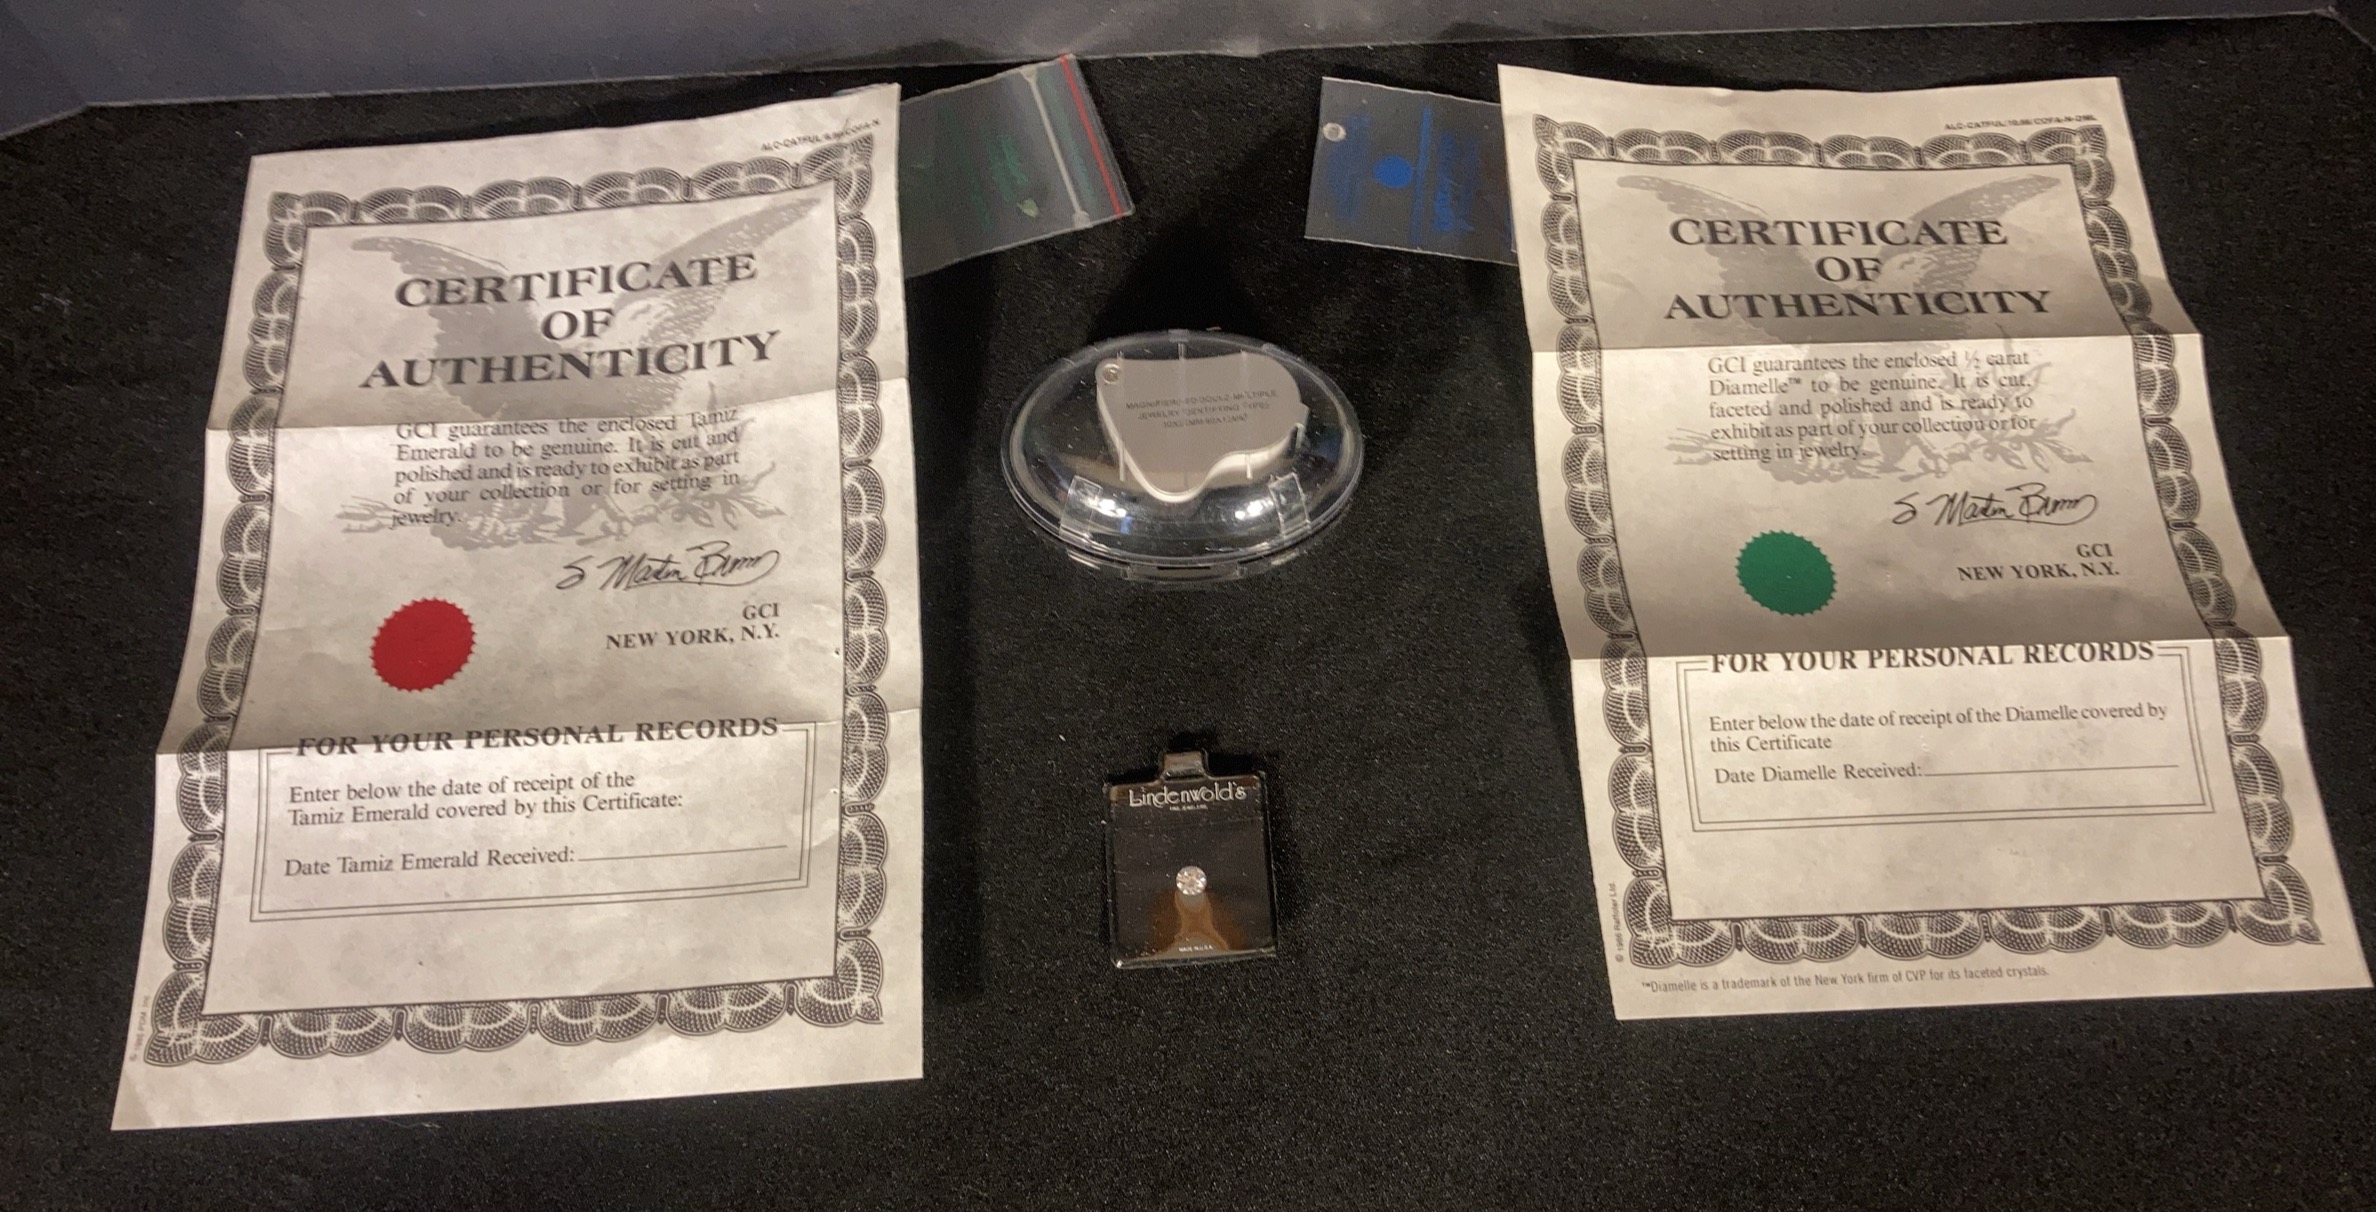 CERTIFICATE
OF
AUTHENTICITY
GCI guarantees the enclosed Tamiz
Emerald to be genuine. It is cut and
polished and is ready to exhibit as part
of your collection or for setting in
jewelry.
GCI
NEW YORK, N.Y.
FOR YOUR PERSONAL RECORDS
Enter below the date of receipt of the
Tamiz Emerald covered by this Certificate:
Date Tamiz Emerald Received:
JEWELRY IDENTIFYING TYPE
Lindenwold's
MADE IN U.S.A.
CERTIFICATE
OF
AUTHENTICITY
GCI guarantees the enclosed ½ carat
Diamelle™ to be genuine. It is cut,
faceted and polished and is ready to
exhibit as part of your collection or for
setting in jewelry.
S Martin
GCI
NEW YORK, N.Y.
FOR YOUR PERSONAL RECORDS
Enter below the date of receipt of the Diamelle covered by
this Certificate
Date Diamelle Received:
™Diamelle is a trademark of the New York firm of CVP for its faceted crystals.